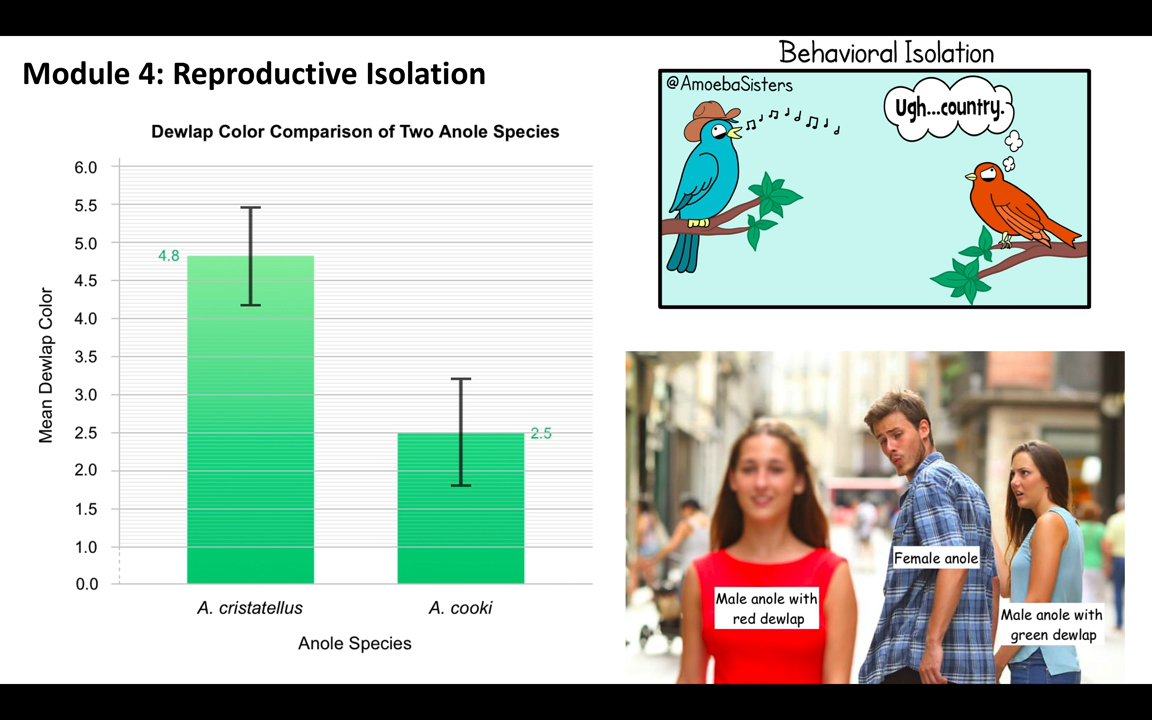 Module 4: Reproductive Isolation
Dewlap Color Comparison of Two Anole Species
Mean Dewlap Color
6.0
5.5
5.0
4.5
4.0
3.5
3.0
2.5
2.0
1.5
1.0
0.0
4.8
2.5
A. cristatellus
A. cooki
Anole Species
Behavioral Isolation
@AmoebaSisters
Ugh...country.
Male anole with
red dewlap
Female anole
Male anole with
green dewlap